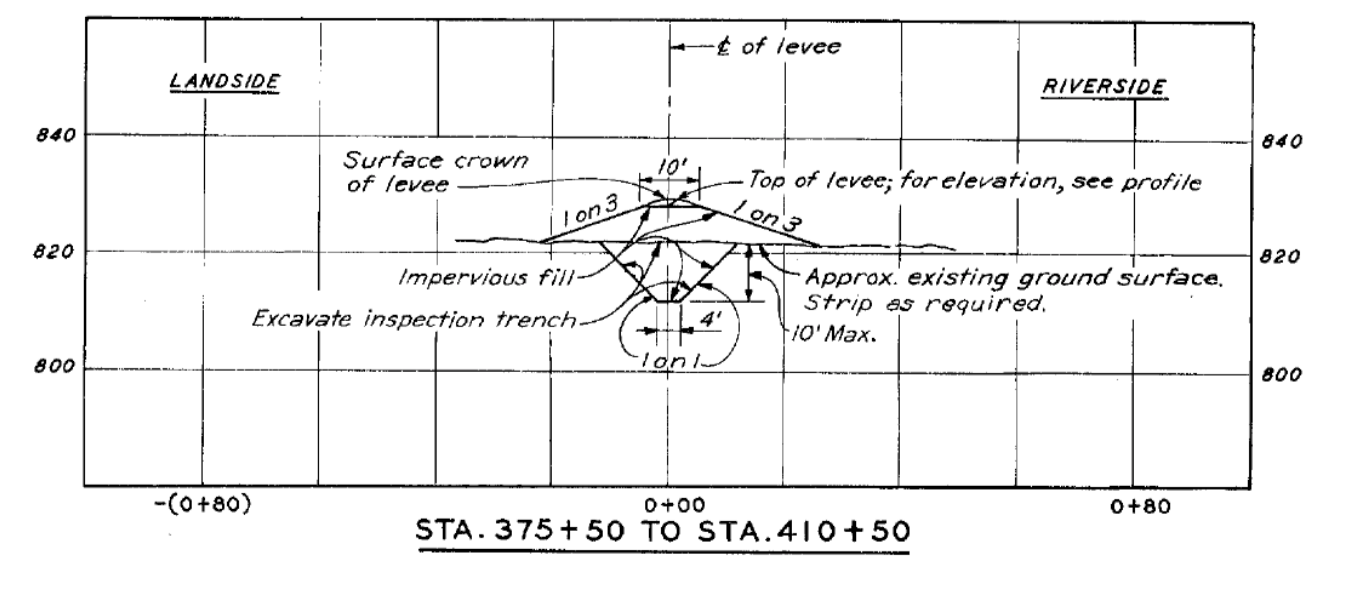 ℄ of levee
LANDSIDE
RIVERSIDE
840
840
Surface crown
of levee
10'
Top of levee; for elevation, see profile
1 on 3
1 on 3
820
820
Impervious fill
Approx. existing ground surface.
Strip as required.
Excavate inspection trench
4'
10' Max.
1 on 1
800
800
-(0+80)
0+00
0+80
STA. 375+50 TO STA. 410+50